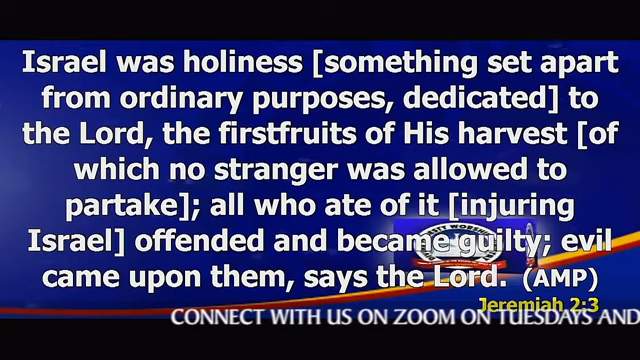 Israel was holiness [something set apart
from ordinary purposes, dedicated] to
the Lord, the firstfruits of His harvest [of
which no stranger was allowed to
partake]; all who ate of it [injuring
Israel] offended and became guilty; evil
came upon them, says the Lord. (AMP)
Jeremiah 2:3
CONNECT WITH US ON ZOOM ON TUESDAYS AND